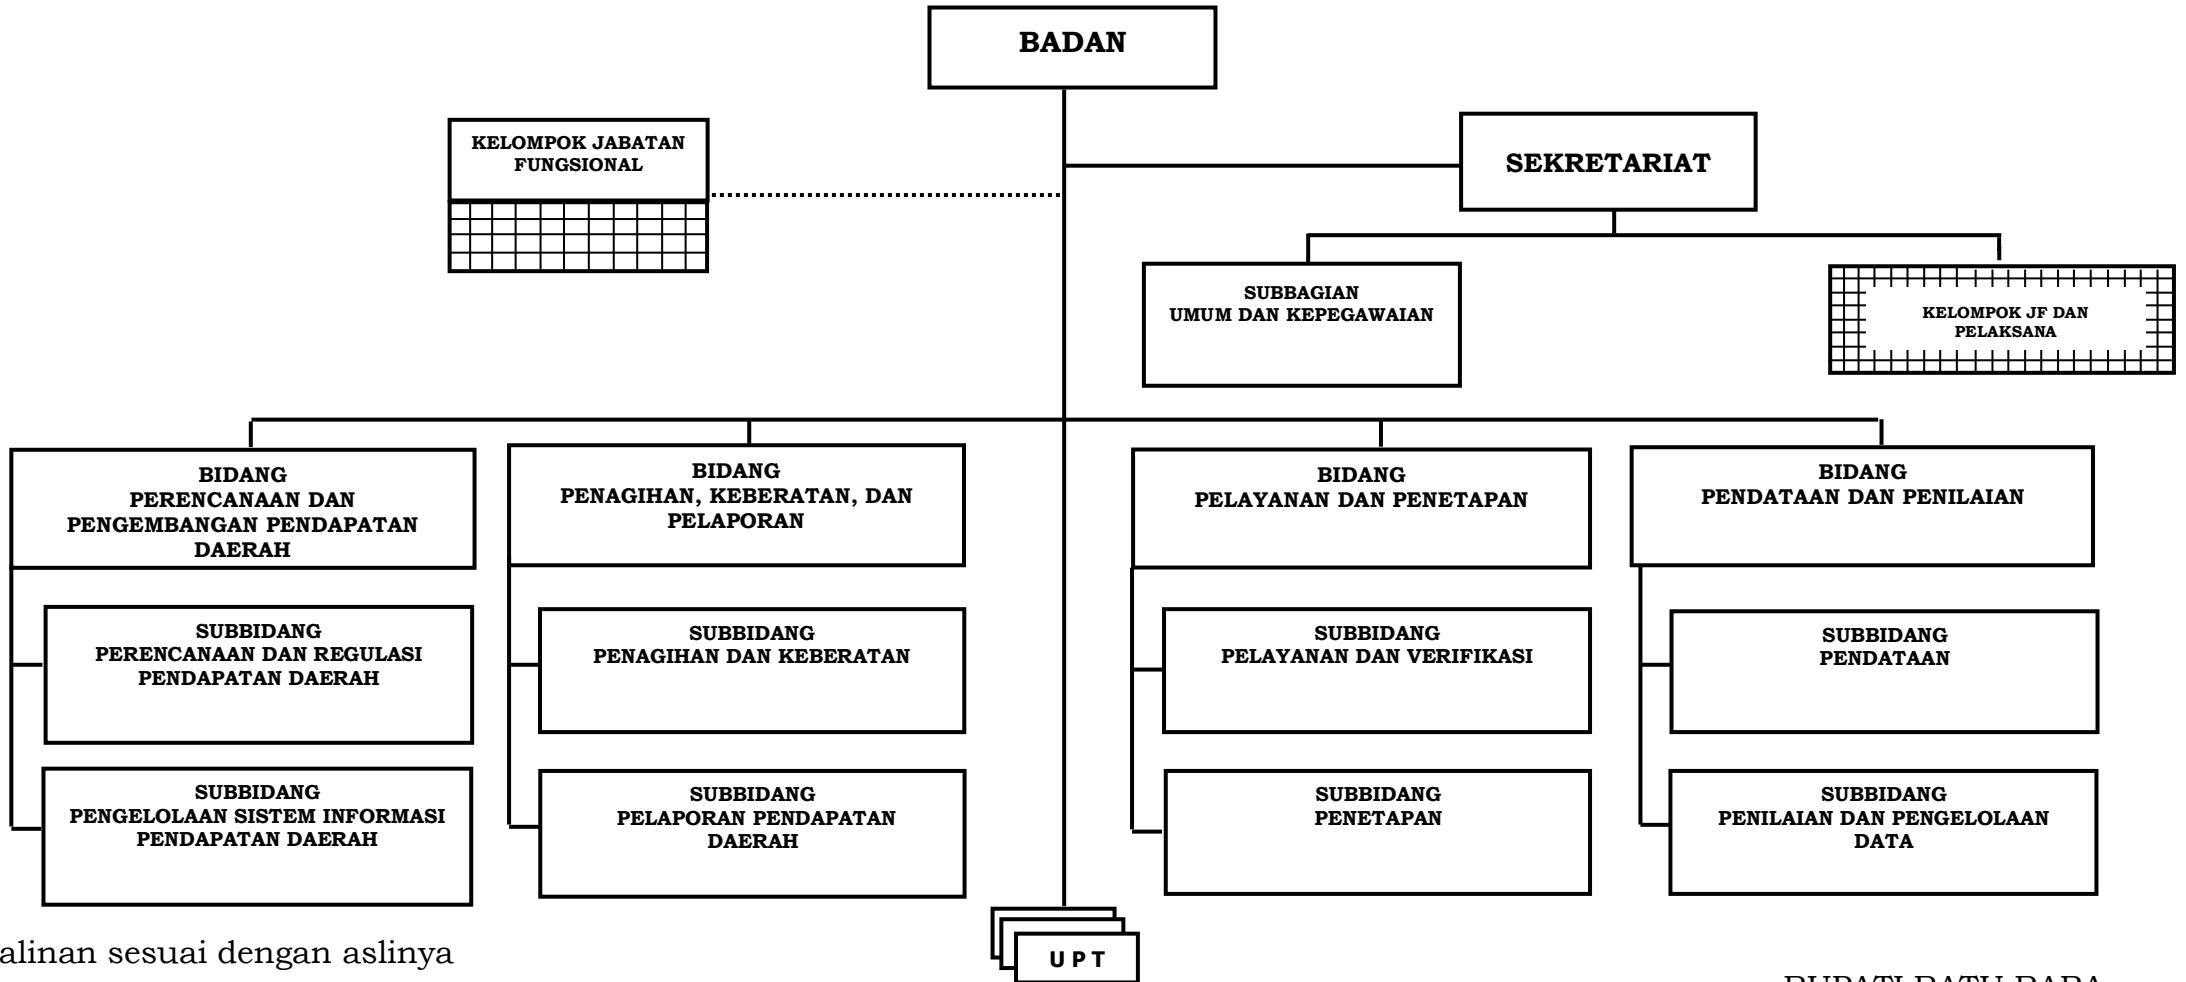 BADAN
KELOMPOK JABATAN
FUNGSIONAL
SEKRETARIAT
SUBBAGIAN
UMUM DAN KEPEGAWAIAN
KELOMPOK JF DAN
PELAKSANA
BIDANG
PERENCANAAN DAN
PENGEMBANGAN PENDAPATAN
DAERAH
BIDANG
PENAGIHAN, KEBERATAN, DAN
PELAPORAN
BIDANG
PELAYANAN DAN PENETAPAN
BIDANG
PENDATAAN DAN PENILAIAN
SUBBIDANG
PERENCANAAN DAN REGULASI
PENDAPATAN DAERAH
SUBBIDANG
PENAGIHAN DAN KEBERATAN
SUBBIDANG
PELAYANAN DAN VERIFIKASI
SUBBIDANG
PENDATAAN
SUBBIDANG
PENGELOLAAN SISTEM INFORMASI
PENDAPATAN DAERAH
SUBBIDANG
PELAPORAN PENDAPATAN
DAERAH
SUBBIDANG
PENETAPAN
SUBBIDANG
PENILAIAN DAN PENGELOLAAN
DATA
U P T
alinan sesuai dengan aslinya